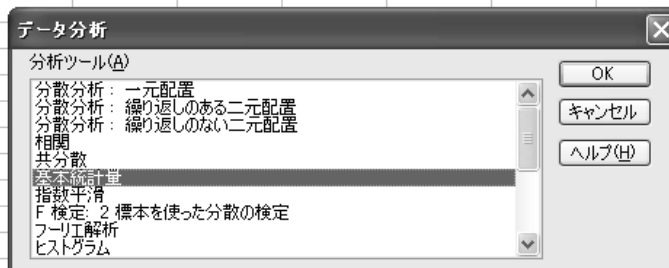 データ分析
分析ツール(A)
分散分析: 一元配置
分散分析: 繰り返しのある二元配置
分散分析: 繰り返しのない二元配置
相関
共分散
基本統計量
指数平滑
F 検定: 2 標本を使った分散の検定
フーリエ解析
ヒストグラム
OK
キャンセル
ヘルプ(H)